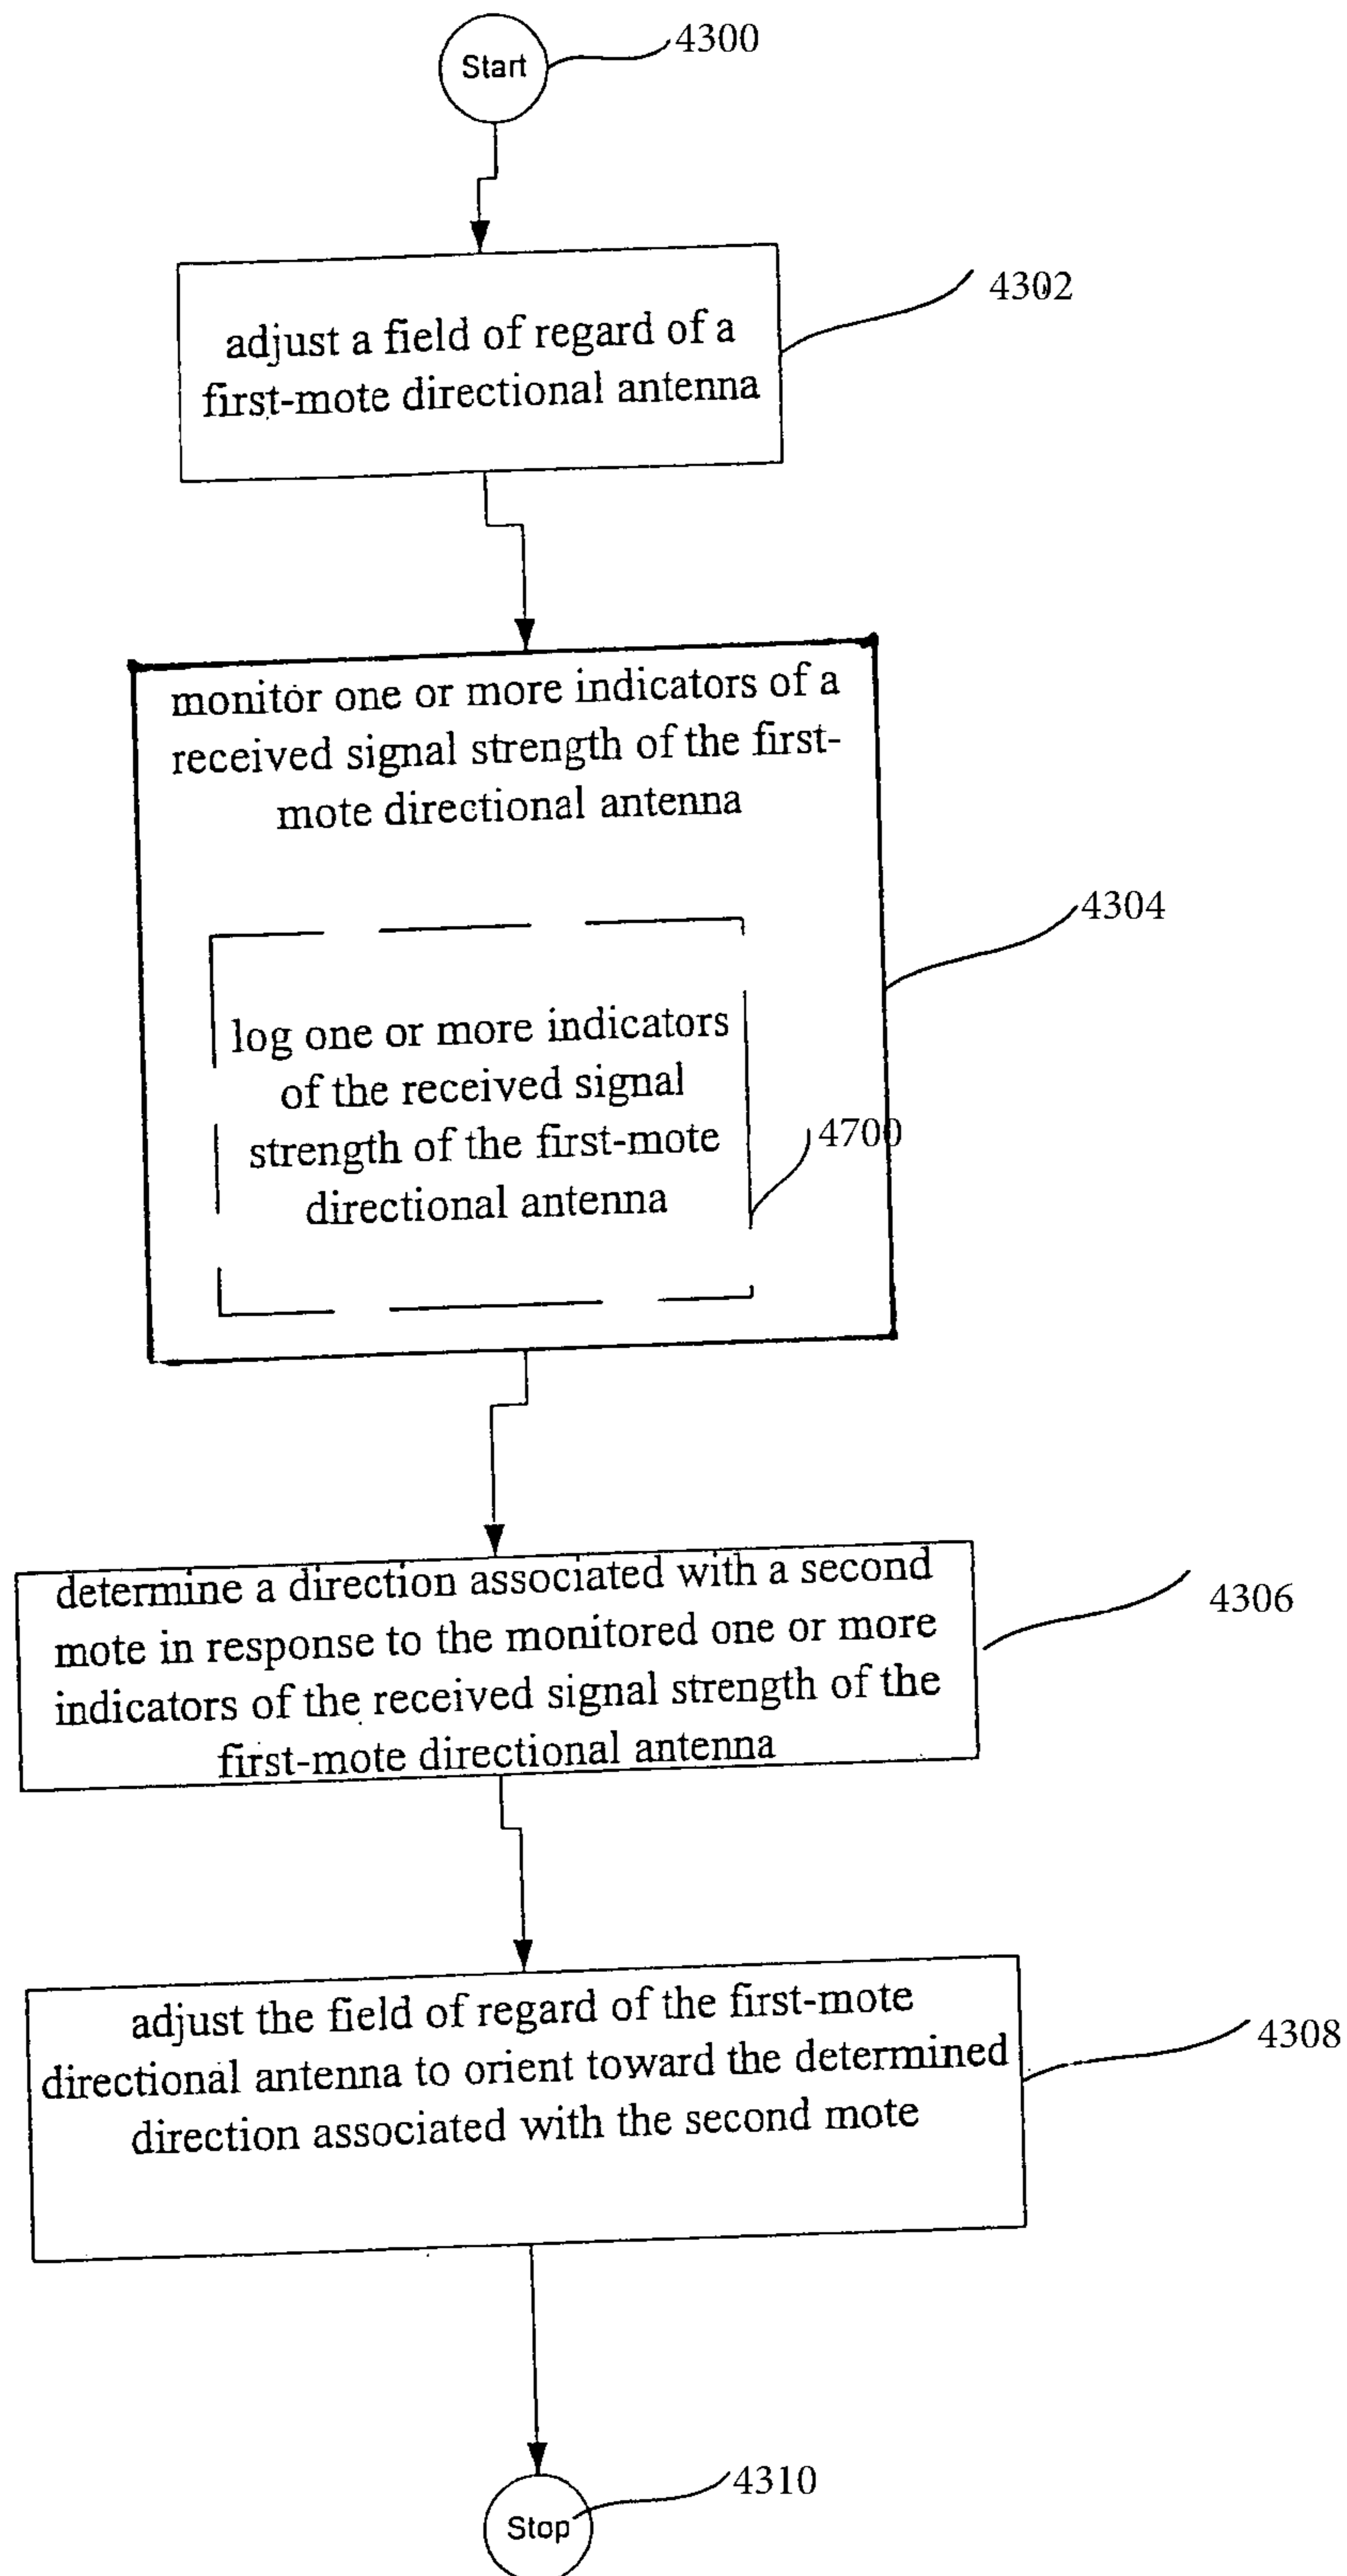 Start
4300
adjust a field of regard of a
first-mote directional antenna
4302
monitor one or more indicators of a
received signal strength of the first-
mote directional antenna
4304
log one or more indicators
of the received signal
strength of the first-mote
directional antenna
4700
determine a direction associated with a second
mote in response to the monitored one or more
indicators of the received signal strength of the
first-mote directional antenna
4306
adjust the field of regard of the first-mote
directional antenna to orient toward the determined
direction associated with the second mote
4308
Stop
4310